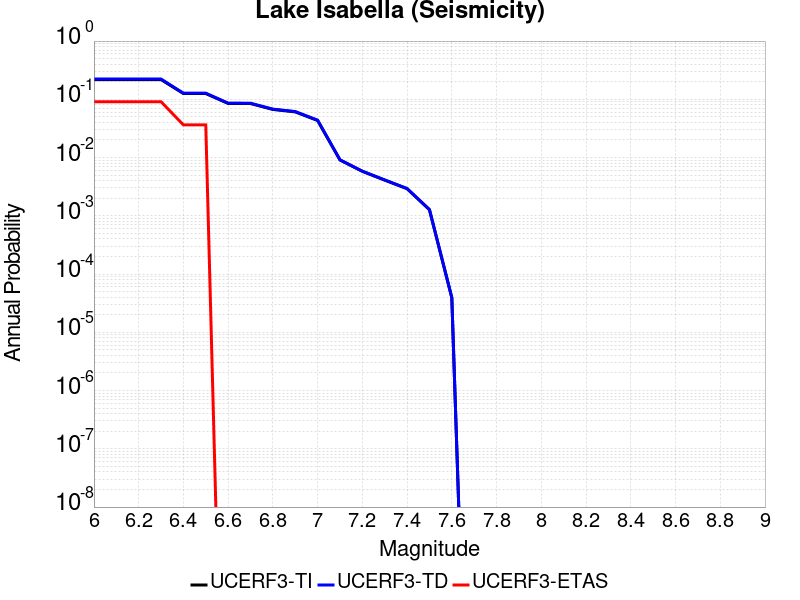 Lake Isabella (Seismicity)
10 0
10 -1
10 -2
10 -3
10 -4
10 -5
10 -6
10 -7
10 -8
Annual Probability
6 6.2 6.4 6.6 6.8 7 7.2 7.4 7.6 7.8 8 8.2 8.4 8.6 8.8 9
Magnitude
UCERF3-TI UCERF3-TD UCERF3-ETAS